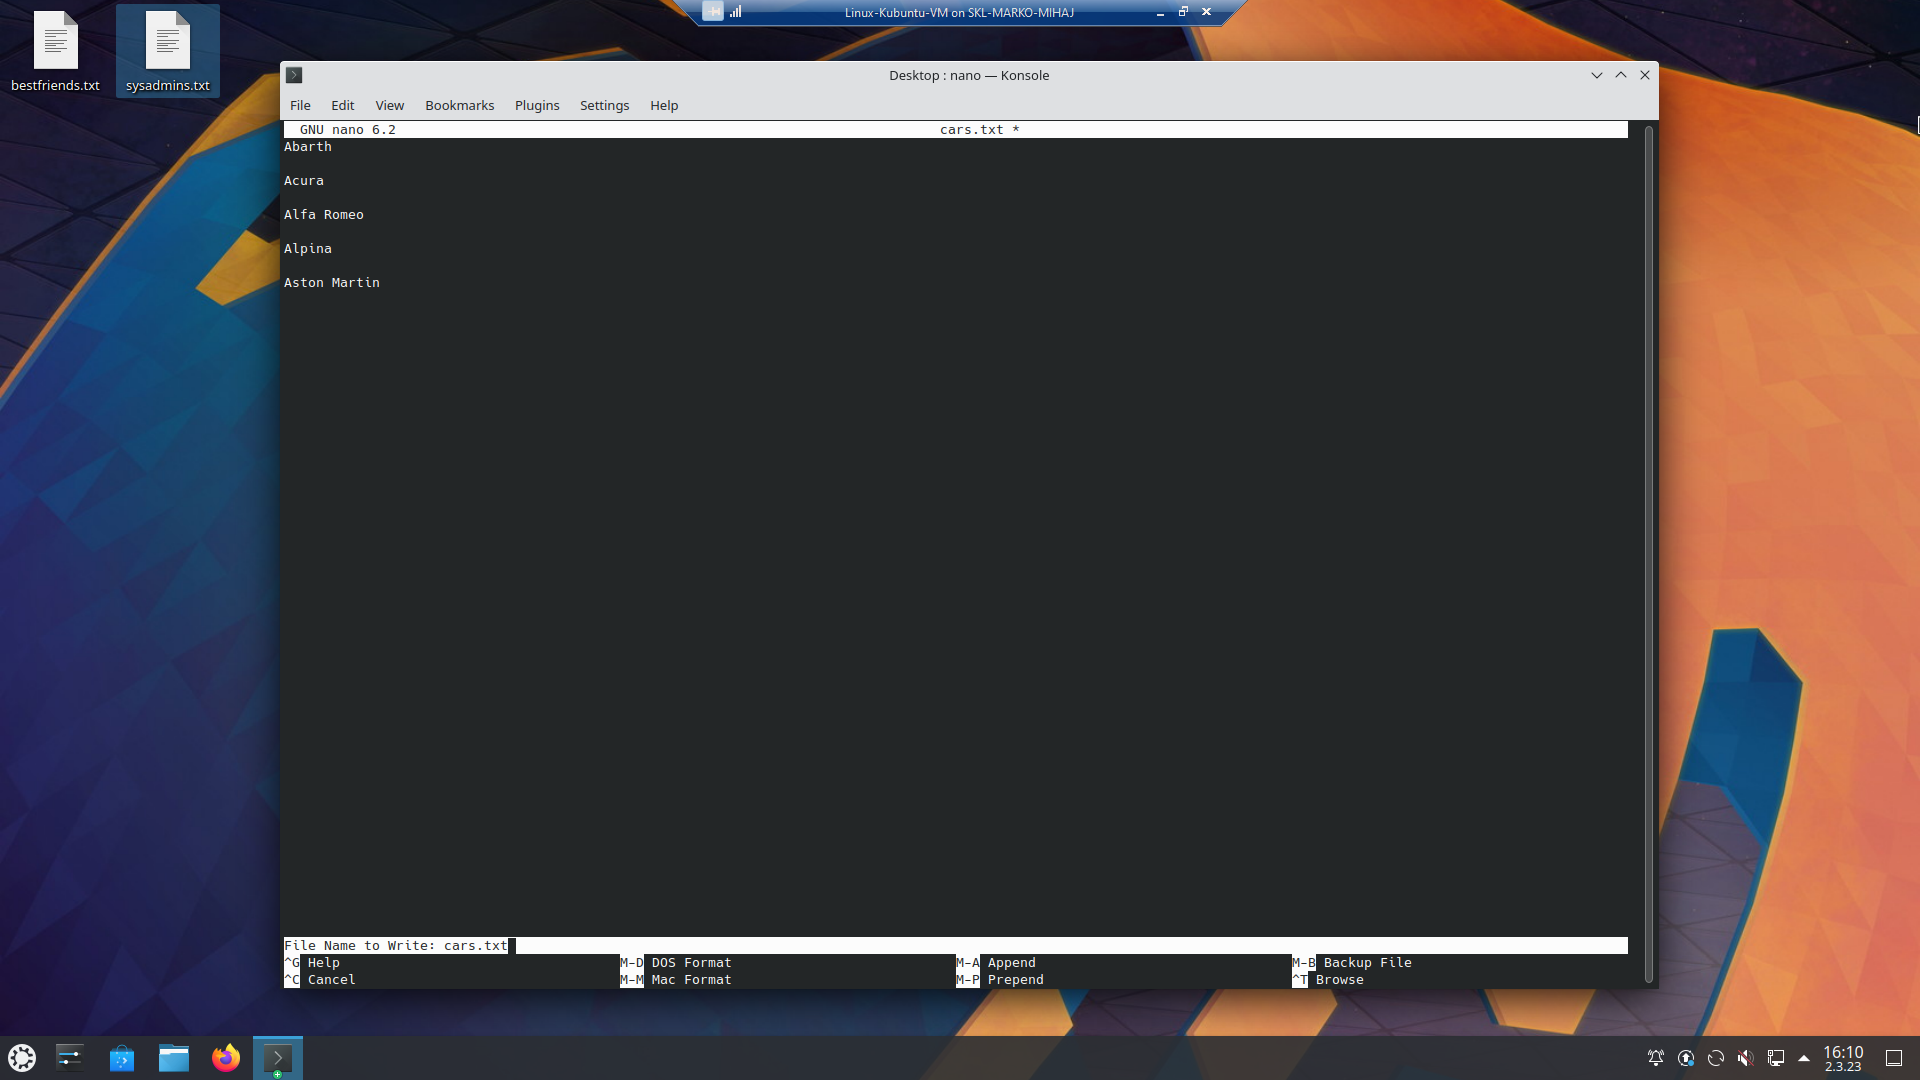 Linux-Kubuntu-VM on SKL-MARKO-MIHAJ
bestfriends.txt
sysadmins.txt
Desktop : nano — Konsole
File Edit View Bookmarks Plugins Settings Help
GNU nano 6.2 cars.txt *
Abarth
Acura
Alfa Romeo
Alpina
Aston Martin
File Name to Write: cars.txt
^G Help M-D DOS Format M-A Append M-B Backup File
^C Cancel M-M Mac Format M-P Prepend ^T Browse
16:10
2.3.23